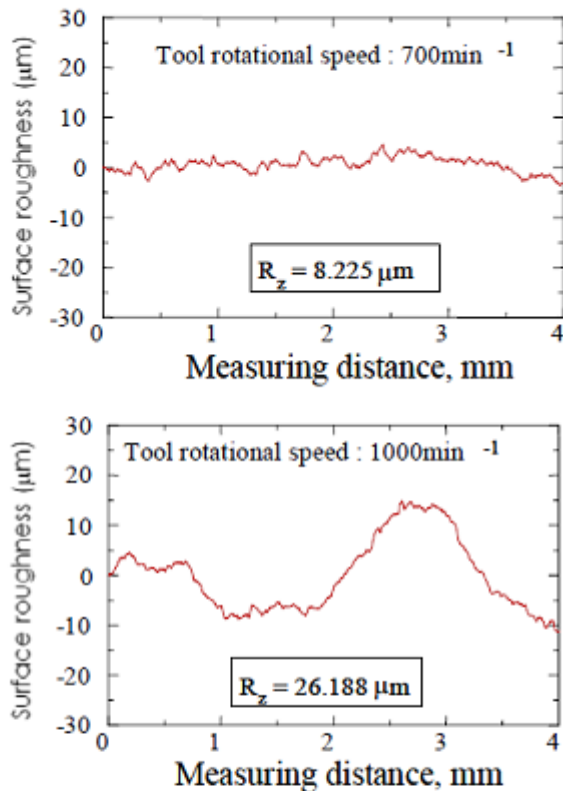 Tool rotational speed : 700min -1
30
20
10
0
-10
-20
-30
Surface roughness (μm)
R_z = 8.225 μm
0 1 2 3 4
Measuring distance, mm
Tool rotational speed : 1000min -1
30
20
10
0
-10
-20
-30
Surface roughness (μm)
R_z = 26.188 μm
0 1 2 3 4
Measuring distance, mm